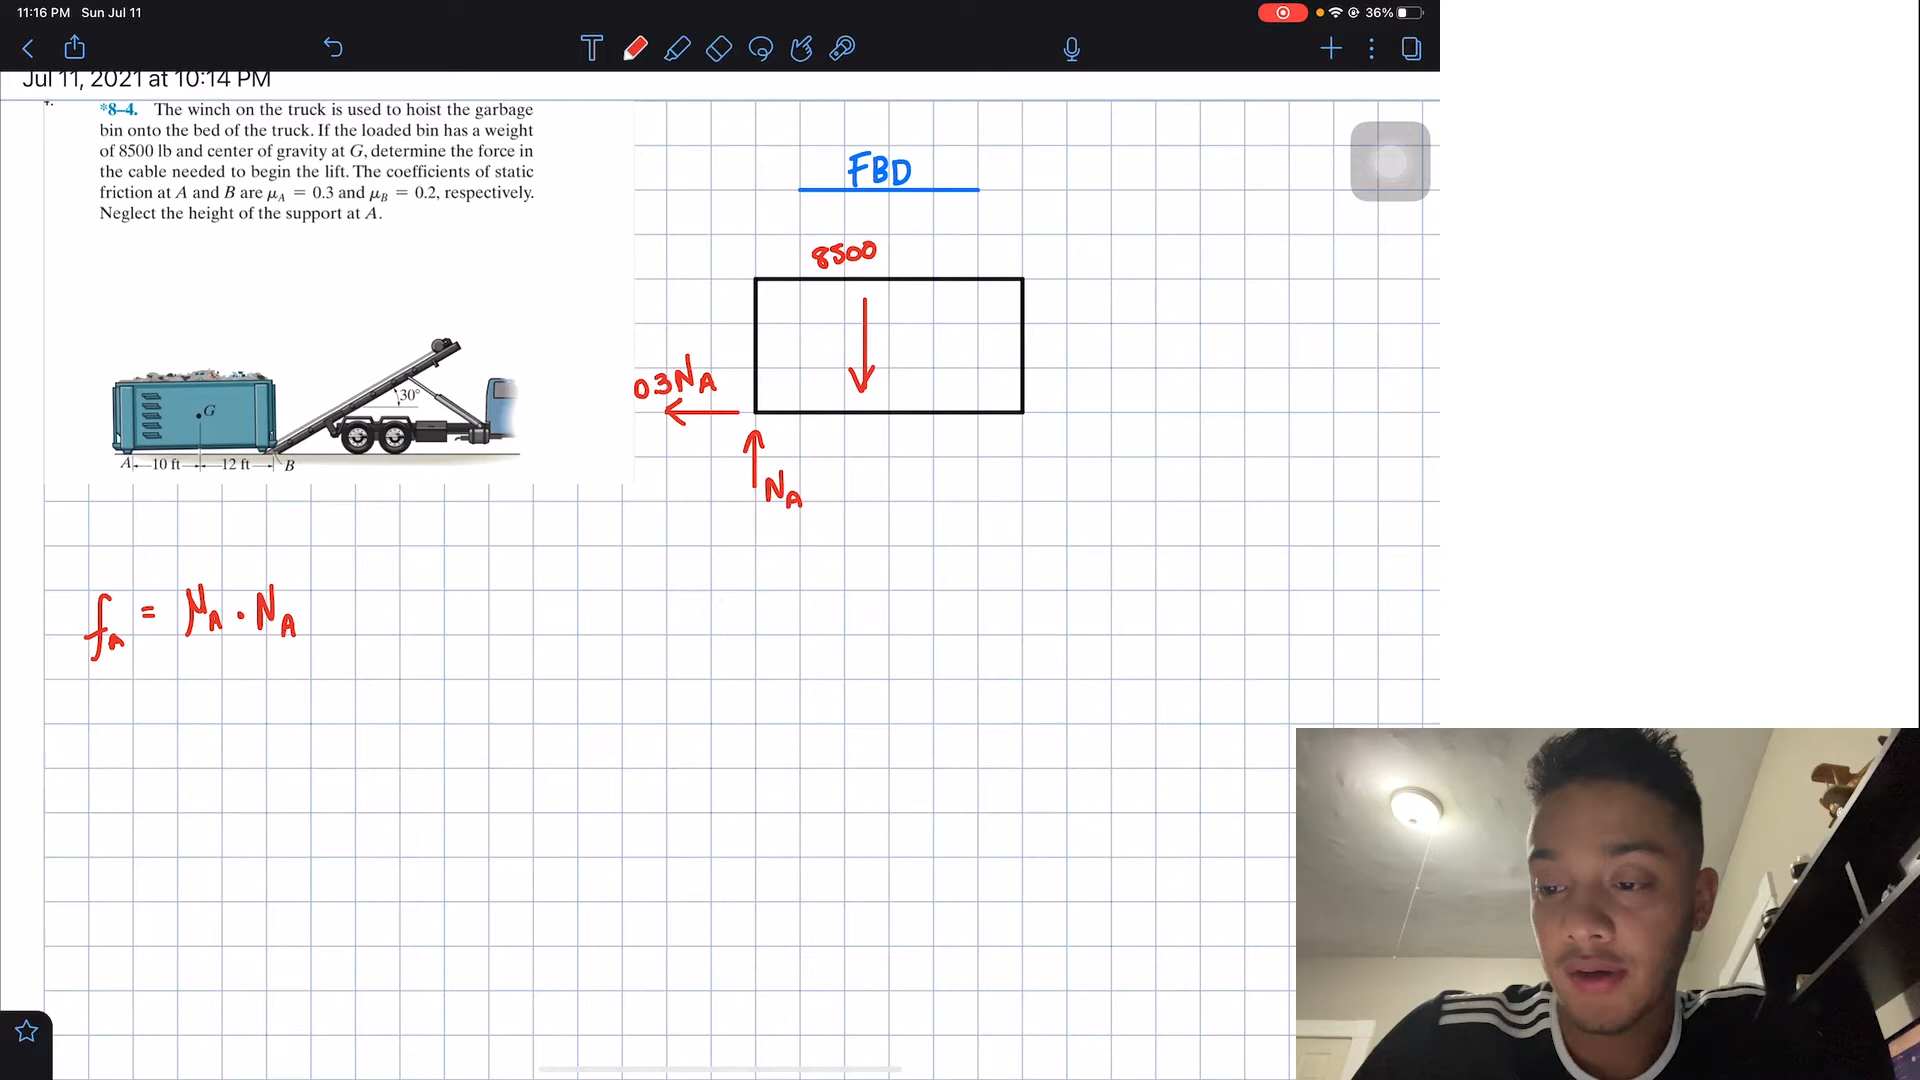 11:16 PM Sun Jul 11
36%
Jul 11, 2021 at 10:14 PM
*8–4. The winch on the truck is used to hoist the garbage
bin onto the bed of the truck. If the loaded bin has a weight
of 8500 lb and center of gravity at G, determine the force in
the cable needed to begin the lift. The coefficients of static
friction at A and B are μA = 0.3 and μB = 0.2, respectively.
Neglect the height of the support at A.
G
30°
A 10 ft 12 ft B
FBD
8500
0.3NA
NA
fA = μA · NA